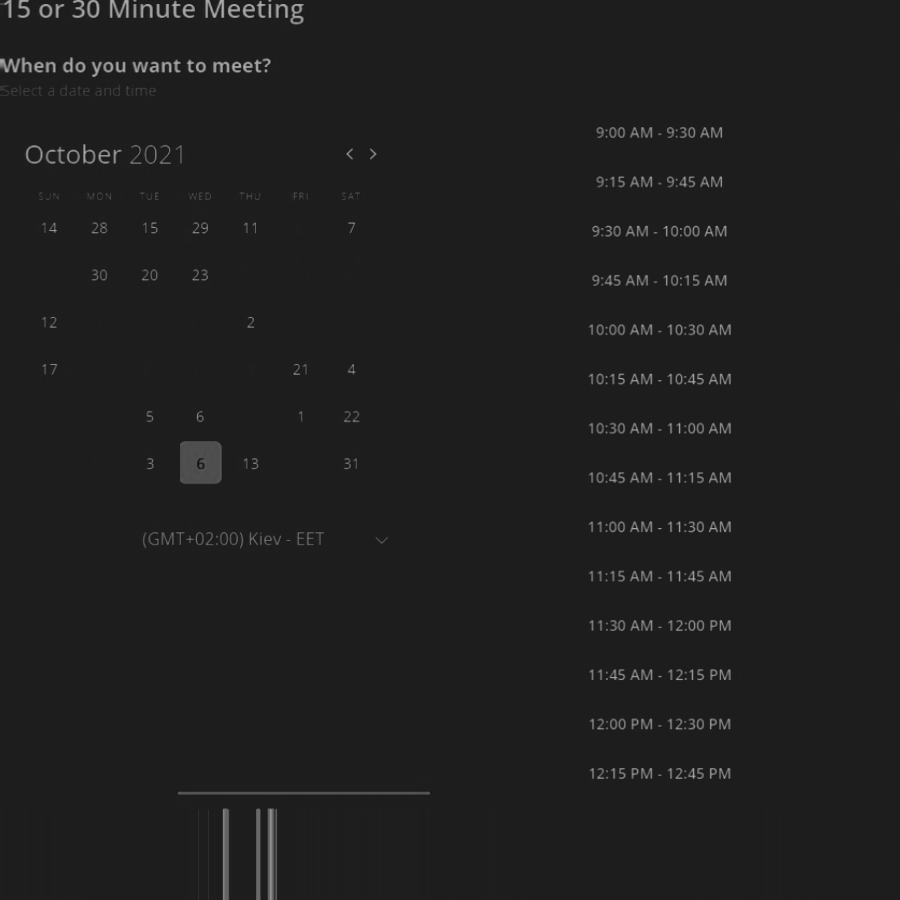 15 or 30 Minute Meeting
When do you want to meet?
Select a date and time
October 2021
SUN MON TUE WED THU FRI SAT
14 28 15 29 11 7
30 20 23
12 2
17 21 4
5 6 1 22
3 6 13 31
(GMT+02:00) Kiev - EET
9:00 AM - 9:30 AM
9:15 AM - 9:45 AM
9:30 AM - 10:00 AM
9:45 AM - 10:15 AM
10:00 AM - 10:30 AM
10:15 AM - 10:45 AM
10:30 AM - 11:00 AM
10:45 AM - 11:15 AM
11:00 AM - 11:30 AM
11:15 AM - 11:45 AM
11:30 AM - 12:00 PM
11:45 AM - 12:15 PM
12:00 PM - 12:30 PM
12:15 PM - 12:45 PM